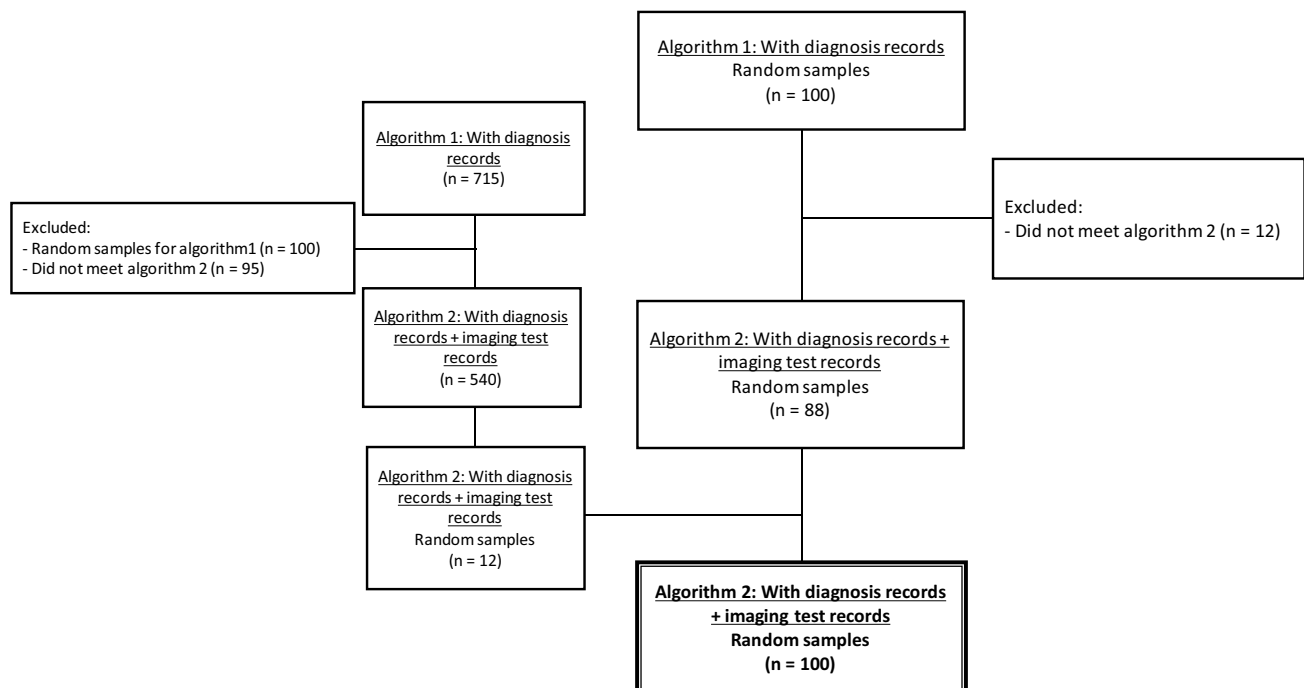 Algorithm 1: With diagnosis records
Random samples
(n = 100)
Algorithm 1: With diagnosis
records
(n = 715)
Excluded:
- Random samples for algorithm1 (n = 100)
- Did not meet algorithm 2 (n = 95)
Excluded:
- Did not meet algorithm 2 (n = 12)
Algorithm 2: With diagnosis
records + imaging test
records
(n = 540)
Algorithm 2: With diagnosis records +
imaging test records
Random samples
(n = 88)
Algorithm 2: With diagnosis
records + imaging test
records
Random samples
(n = 12)
Algorithm 2: With diagnosis records
+ imaging test records
Random samples
(n = 100)